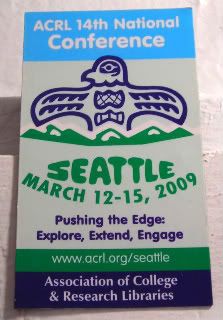 ACRL 14th National
Conference
SEATTLE
MARCH 12-15, 2009
Pushing the Edge:
Explore, Extend, Engage
www.acrl.org/seattle
Association of College
& Research Libraries